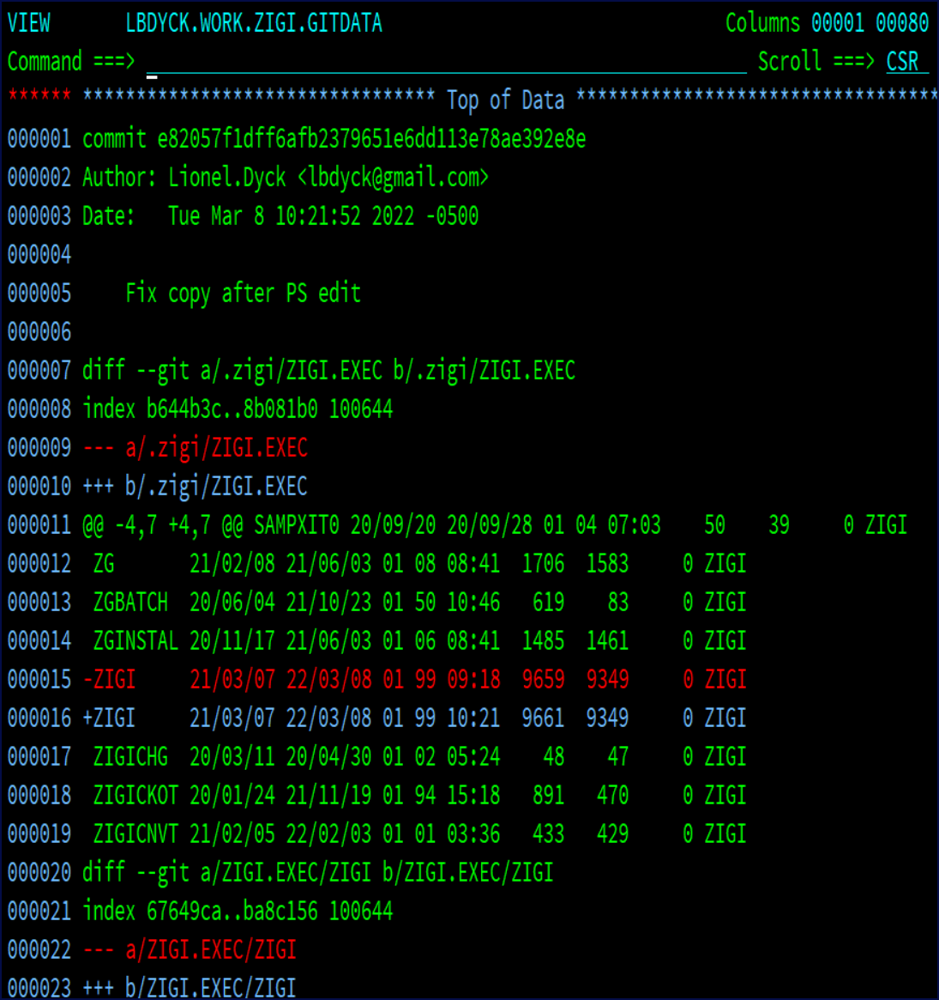 VIEW       LBDYCK.WORK.ZIGI.GITDATA                                Columns 00001 00080
Command ===>                                                          Scroll ===> CSR
****** ********************************* Top of Data **********************************
000001 commit e82057f1dff6afb2379651e6dd113e78ae392e8e
000002 Author: Lionel.Dyck <lbdyck@gmail.com>
000003 Date:   Tue Mar 8 10:21:52 2022 -0500
000004
000005     Fix copy after PS edit
000006
000007 diff --git a/.zigi/ZIGI.EXEC b/.zigi/ZIGI.EXEC
000008 index b644b3c..8b081b0 100644
000009 --- a/.zigi/ZIGI.EXEC
000010 +++ b/.zigi/ZIGI.EXEC
000011 @@ -4,7 +4,7 @@ SAMPXIT0 20/09/20 20/09/28 01 04 07:03    50    39     0 ZIGI
000012  ZG       21/02/08 21/06/03 01 08 08:41  1706  1583     0 ZIGI
000013  ZGBATCH  20/06/04 21/10/23 01 50 10:46   619    83     0 ZIGI
000014  ZGINSTAL 20/11/17 21/06/03 01 06 08:41  1485  1461     0 ZIGI
000015 -ZIGI     21/03/07 22/03/08 01 99 09:18  9659  9349     0 ZIGI
000016 +ZIGI     21/03/07 22/03/08 01 99 10:21  9661  9349     0 ZIGI
000017  ZIGICHG  20/03/11 20/04/30 01 02 05:24    48    47     0 ZIGI
000018  ZIGICKOT 20/01/24 21/11/19 01 94 15:18   891   470     0 ZIGI
000019  ZIGICNVT 21/02/05 22/02/03 01 01 03:36   433   429     0 ZIGI
000020 diff --git a/ZIGI.EXEC/ZIGI b/ZIGI.EXEC/ZIGI
000021 index 67649ca..ba8c156 100644
000022 --- a/ZIGI.EXEC/ZIGI
000023 +++ b/ZIGI.EXEC/ZIGI